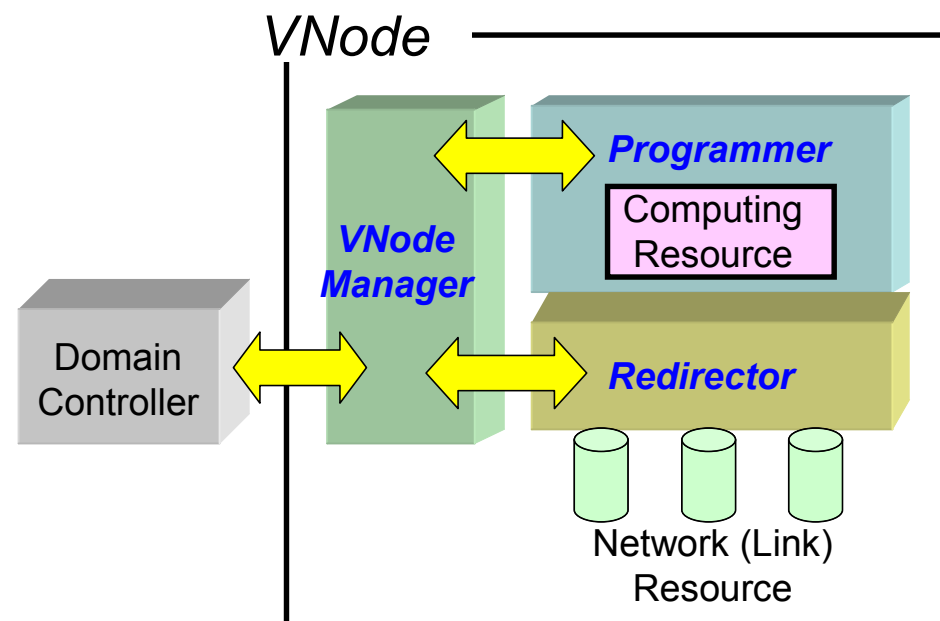 VNode
Programmer
Computing
Resource
VNode
Manager
Domain
Controller
Redirector
Network (Link)
Resource